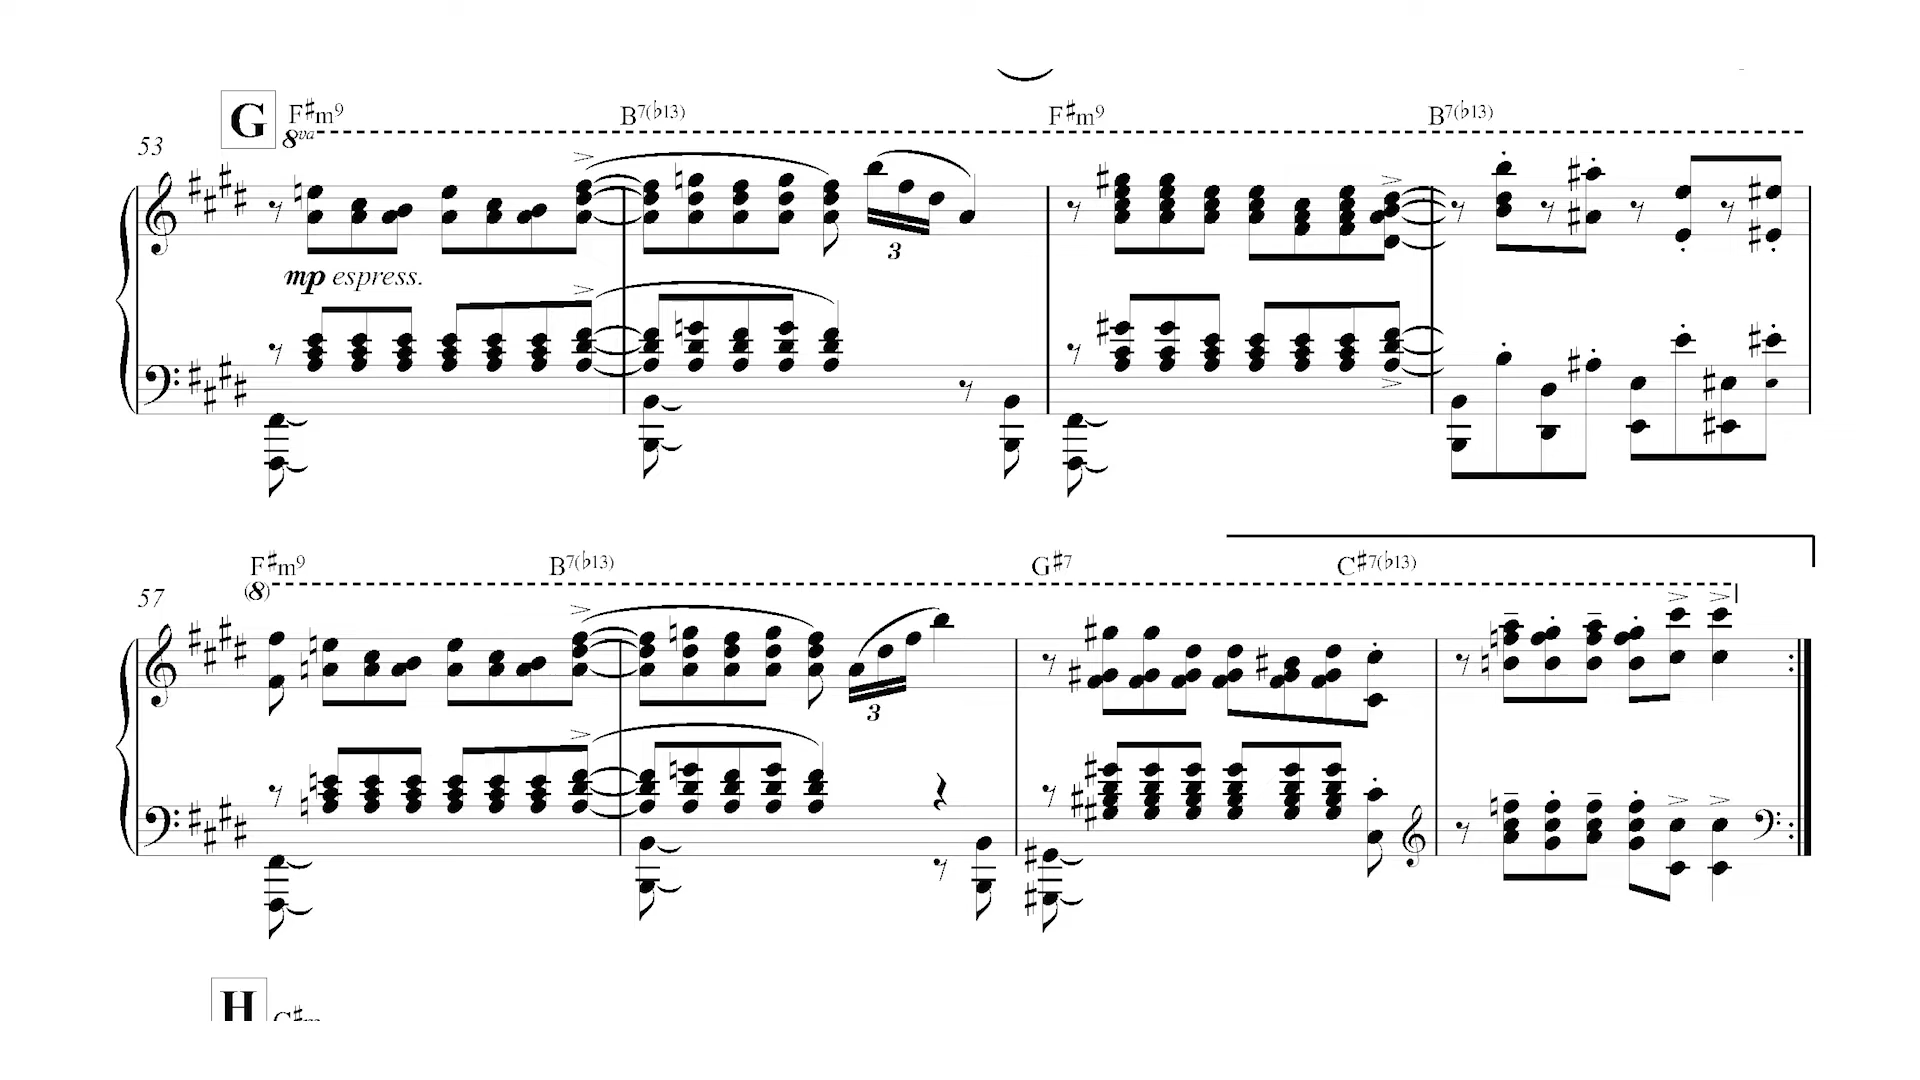 G F♯m9 B7(♭13) F♯m9 B7(♭13)
53 8va
mp espress.
3
F♯m9 B7(♭13) G♯7 C♯7(♭13)
57 (8)
3
H